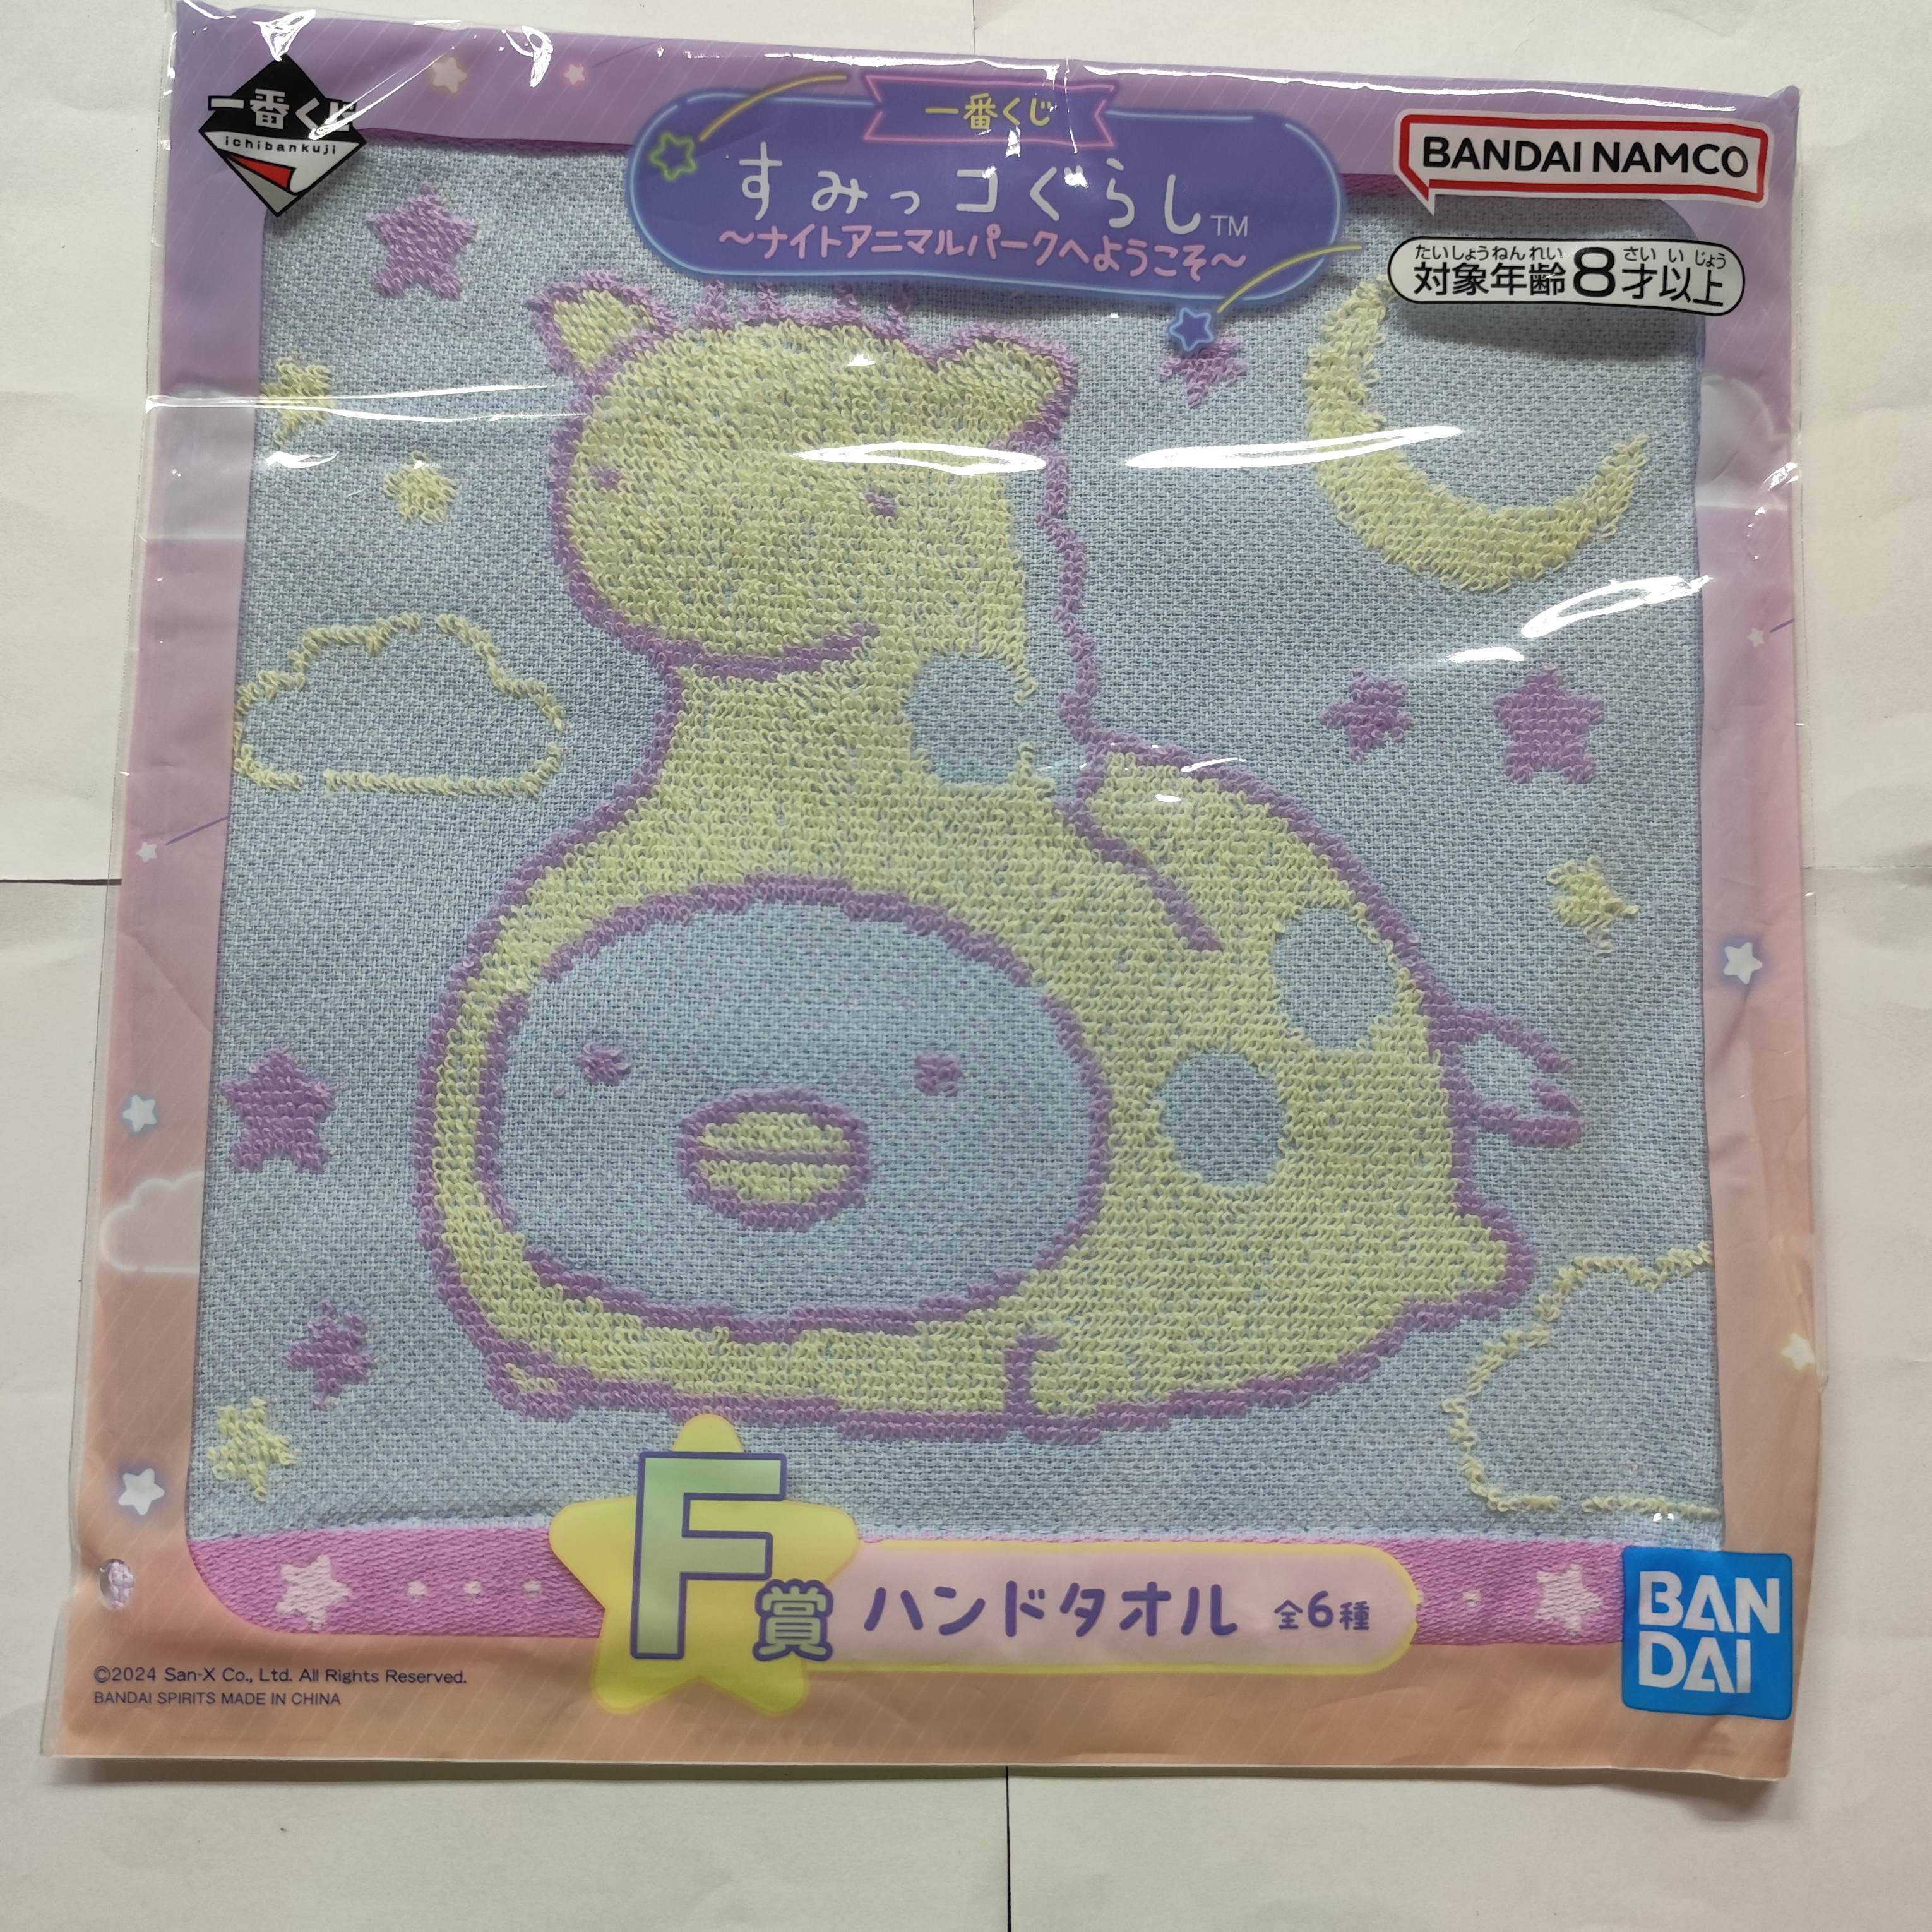 一番くじ
ichibankuji
一番くじ
すみっコぐらし™
～ナイトアニマルパークへようこそ～
BANDAI NAMCO
たいしょうねんれい さい いじょう
対象年齢8才以上
F賞 ハンドタオル 全6種
BAN
DAI
©2024 San-X Co., Ltd. All Rights Reserved.
BANDAI SPIRITS MADE IN CHINA